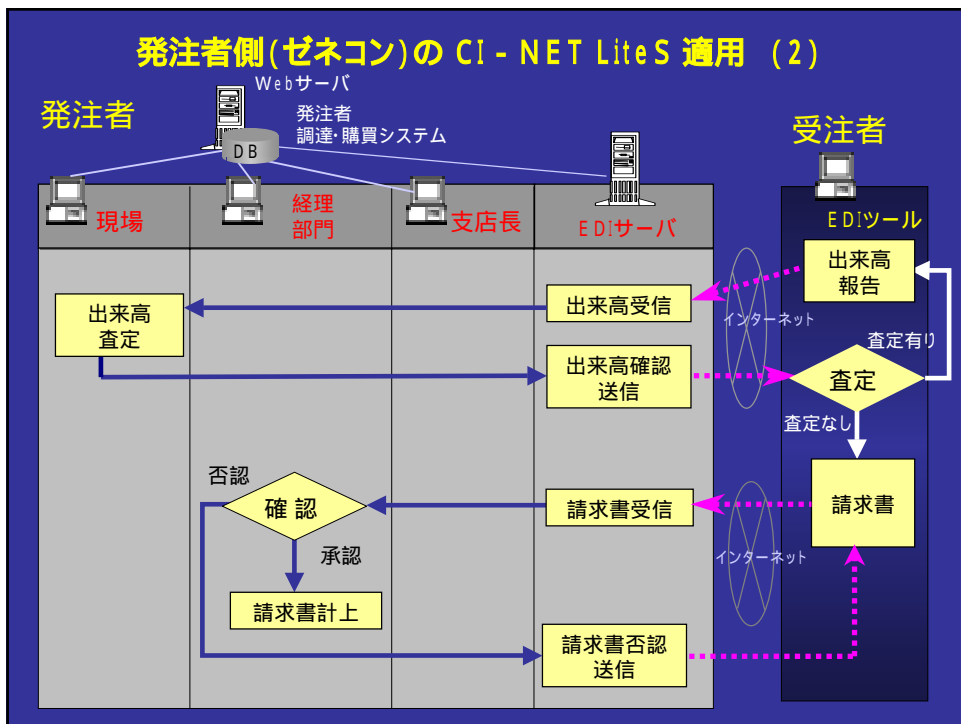 発注者側(ゼネコン)の CI-NET LiteS 適用 (2)
Webサーバ
発注者
発注者
調達・購買システム
DB
受注者
現場
経理
部門
支店長
EDIサーバ
EDIツール
出来高
報告
出来高受信
インターネット
出来高
査定
査定有り
出来高確認
送信
査定
査定なし
否認
確認
請求書受信
請求書
承認
インターネット
請求書計上
請求書否認
送信